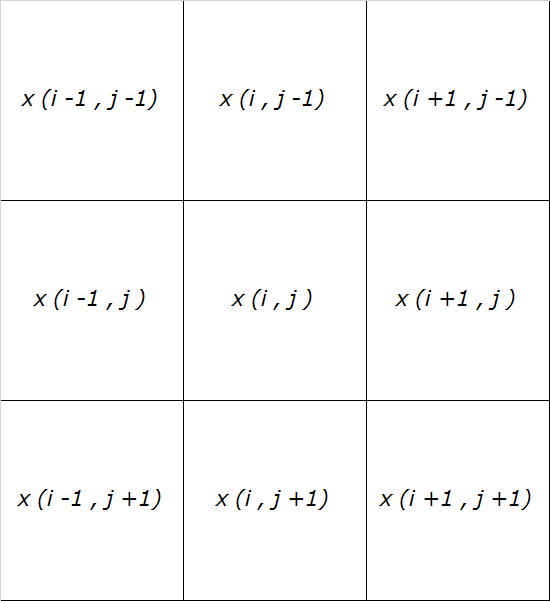 x (i -1 , j -1) x (i , j -1) x (i +1 , j -1)
x (i -1 , j ) x (i , j ) x (i +1 , j )
x (i -1 , j +1) x (i , j +1) x (i +1 , j +1)